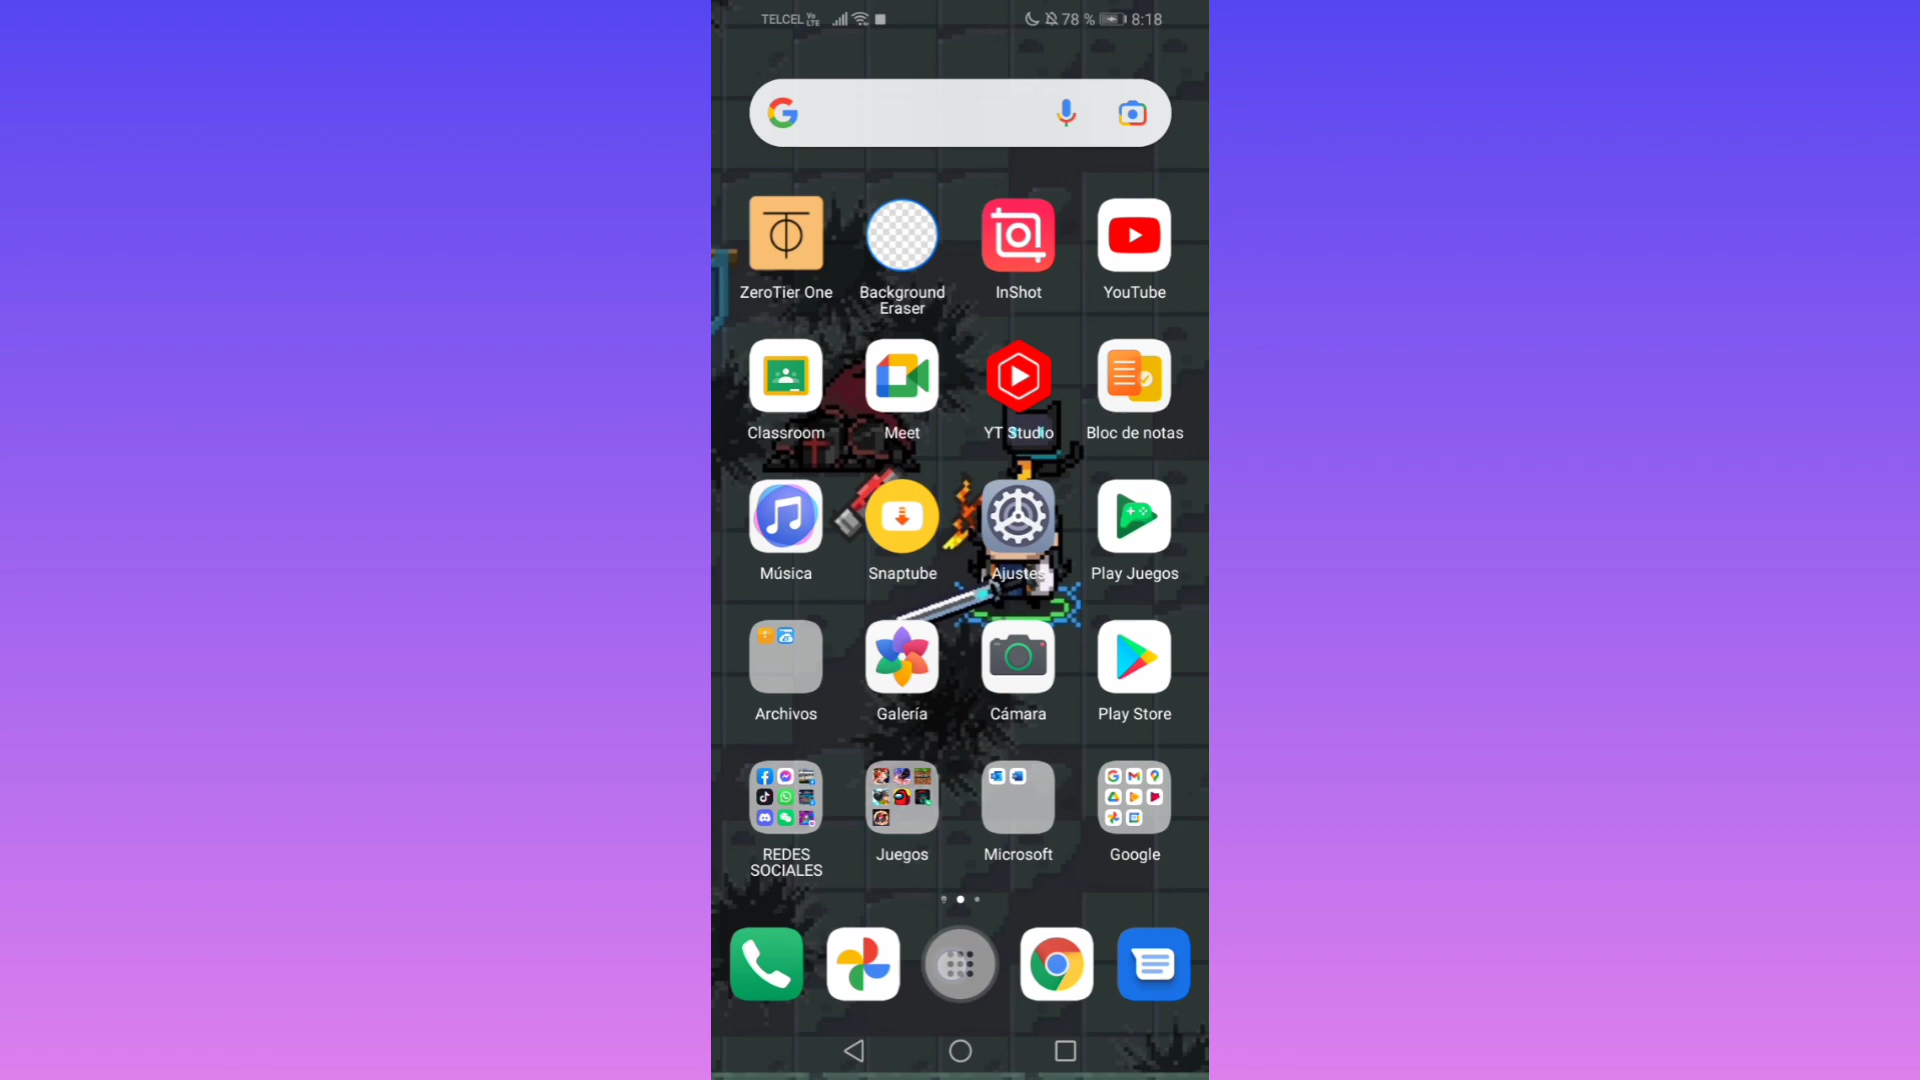 TELCEL VoLTE 78 % 8:18
ZeroTier One
Background
Eraser
InShot
YouTube
Classroom
Meet
YT Studio
Bloc de notas
Música
Snaptube
Ajustes
Play Juegos
Archivos
Galería
Cámara
Play Store
REDES
SOCIALES
Juegos
Microsoft
Google